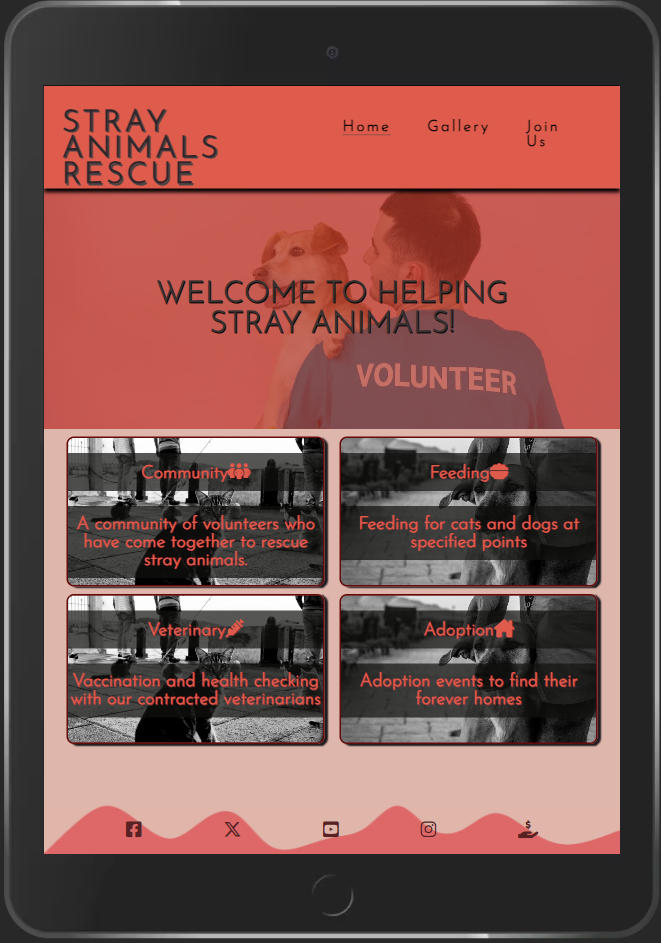 STRAY
ANIMALS
RESCUE
Home
Gallery
Join
Us
WELCOME TO HELPING
STRAY ANIMALS!
VOLUNTEER
Community
A community of volunteers who
have come together to rescue
stray animals.
Feeding
Feeding for cats and dogs at
specified points
Veterinary
Vaccination and health checking
with our contracted veterinarians
Adoption
Adoption events to find their
forever homes